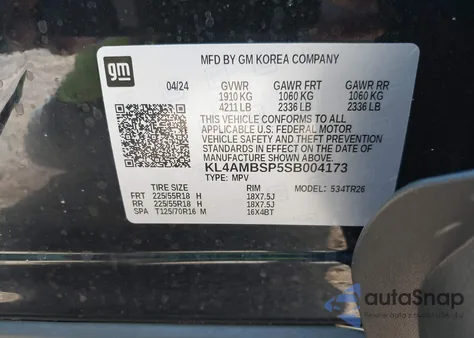 gm
MFD BY GM KOREA COMPANY
04/24 GVWR GAWR FRT GAWR RR
1910 KG 1060 KG 1060 KG
4211 LB 2336 LB 2336 LB
THIS VEHICLE CONFORMS TO ALL
APPLICABLE U.S. FEDERAL MOTOR
VEHICLE SAFETY AND THEFT
PREVENTION STANDARDS IN EFFECT
ON THE DATE OF MANUFACTURE
SHOWN ABOVE.
KL4AMBSP5SB004173
TYPE: MPV
TIRE SIZE RIM MODEL: 534TR26
FRT 225/55R18 H 18X7.5J
RR 225/55R18 H 18X7.5J
SPA T125/70R16 M 16X4BT
autoSnap